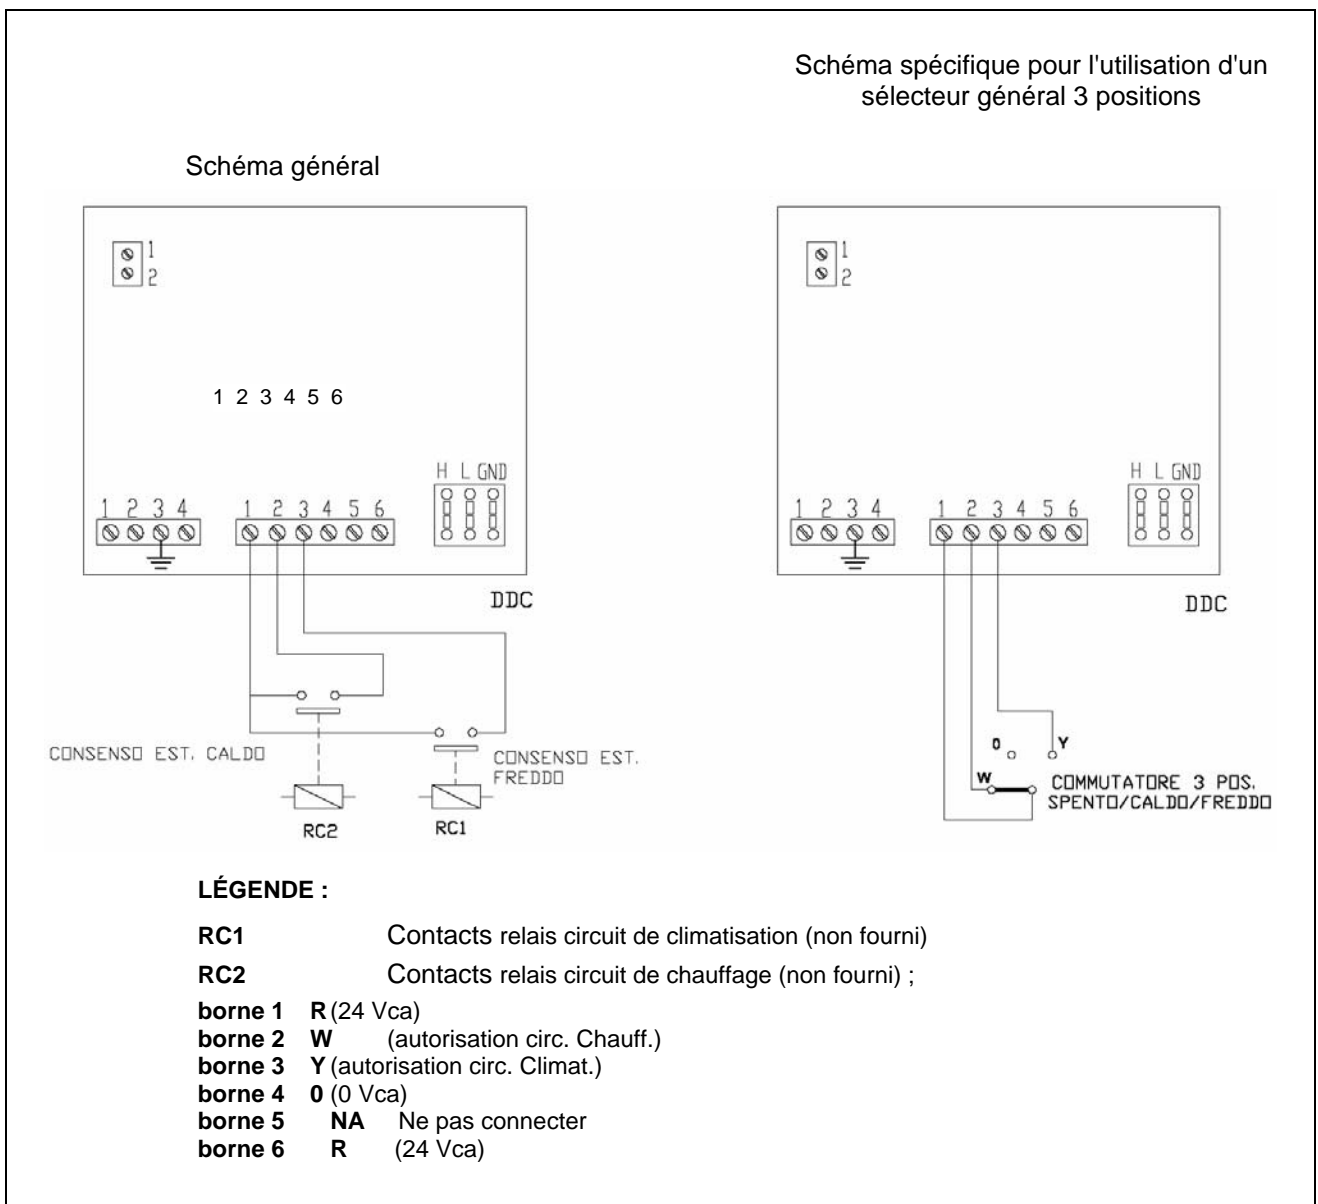 Schéma spécifique pour l'utilisation d'un
sélecteur général 3 positions
Schéma général
1
2
1 2 3 4 5 6
H L GND
1 2 3 4
1 2 3 4 5 6
DDC
CONSENSO EST. CALDO
CONSENSO EST.
FREDDO
RC2
RC1
1
2
H L GND
1 2 3 4
1 2 3 4 5 6
DDC
0
Y
W
COMMUTATORE 3 POS.
SPENTO/CALDO/FREDDO
LÉGENDE :
RC1 Contacts relais circuit de climatisation (non fourni)
RC2 Contacts relais circuit de chauffage (non fourni) ;
borne 1 R (24 Vca)
borne 2 W (autorisation circ. Chauff.)
borne 3 Y (autorisation circ. Climat.)
borne 4 0 (0 Vca)
borne 5 NA Ne pas connecter
borne 6 R (24 Vca)